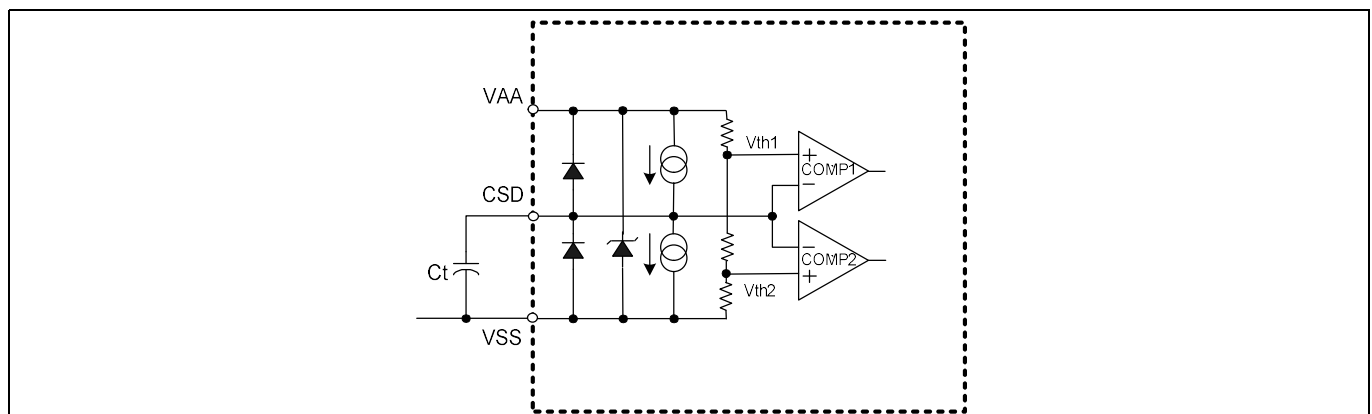 VAA
Vth1
+
COMP1
−
CSD
−
COMP2
+
Ct
Vth2
VSS